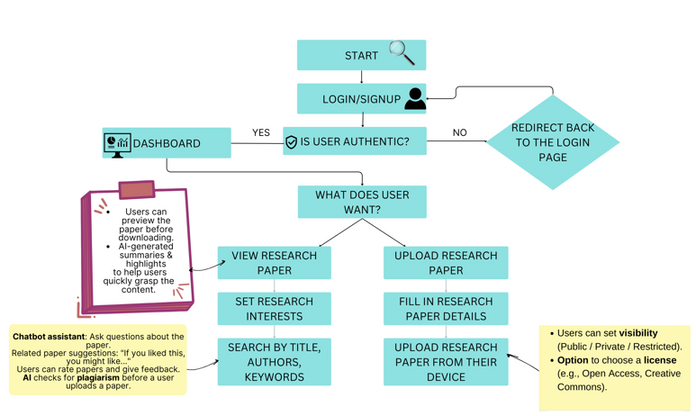 START
LOGIN/SIGNUP
IS USER AUTHENTIC?
YES
NO
DASHBOARD
REDIRECT BACK
TO THE LOGIN
PAGE
WHAT DOES USER
WANT?
Users can
preview the
paper before
downloading.
AI-generated
summaries &
highlights
to help users
quickly grasp the
content.
VIEW RESEARCH
PAPER
UPLOAD RESEARCH
PAPER
SET RESEARCH
INTERESTS
FILL IN RESEARCH
PAPER DETAILS
SEARCH BY TITLE,
AUTHORS,
KEYWORDS
UPLOAD RESEARCH
PAPER FROM THEIR
DEVICE
Chatbot assistant: Ask questions about the
paper.
Related paper suggestions: "If you liked this,
you might like..."
Users can rate papers and give feedback.
AI checks for plagiarism before a user
uploads a paper.
Users can set visibility
(Public / Private / Restricted).
Option to choose a license
(e.g., Open Access, Creative
Commons).